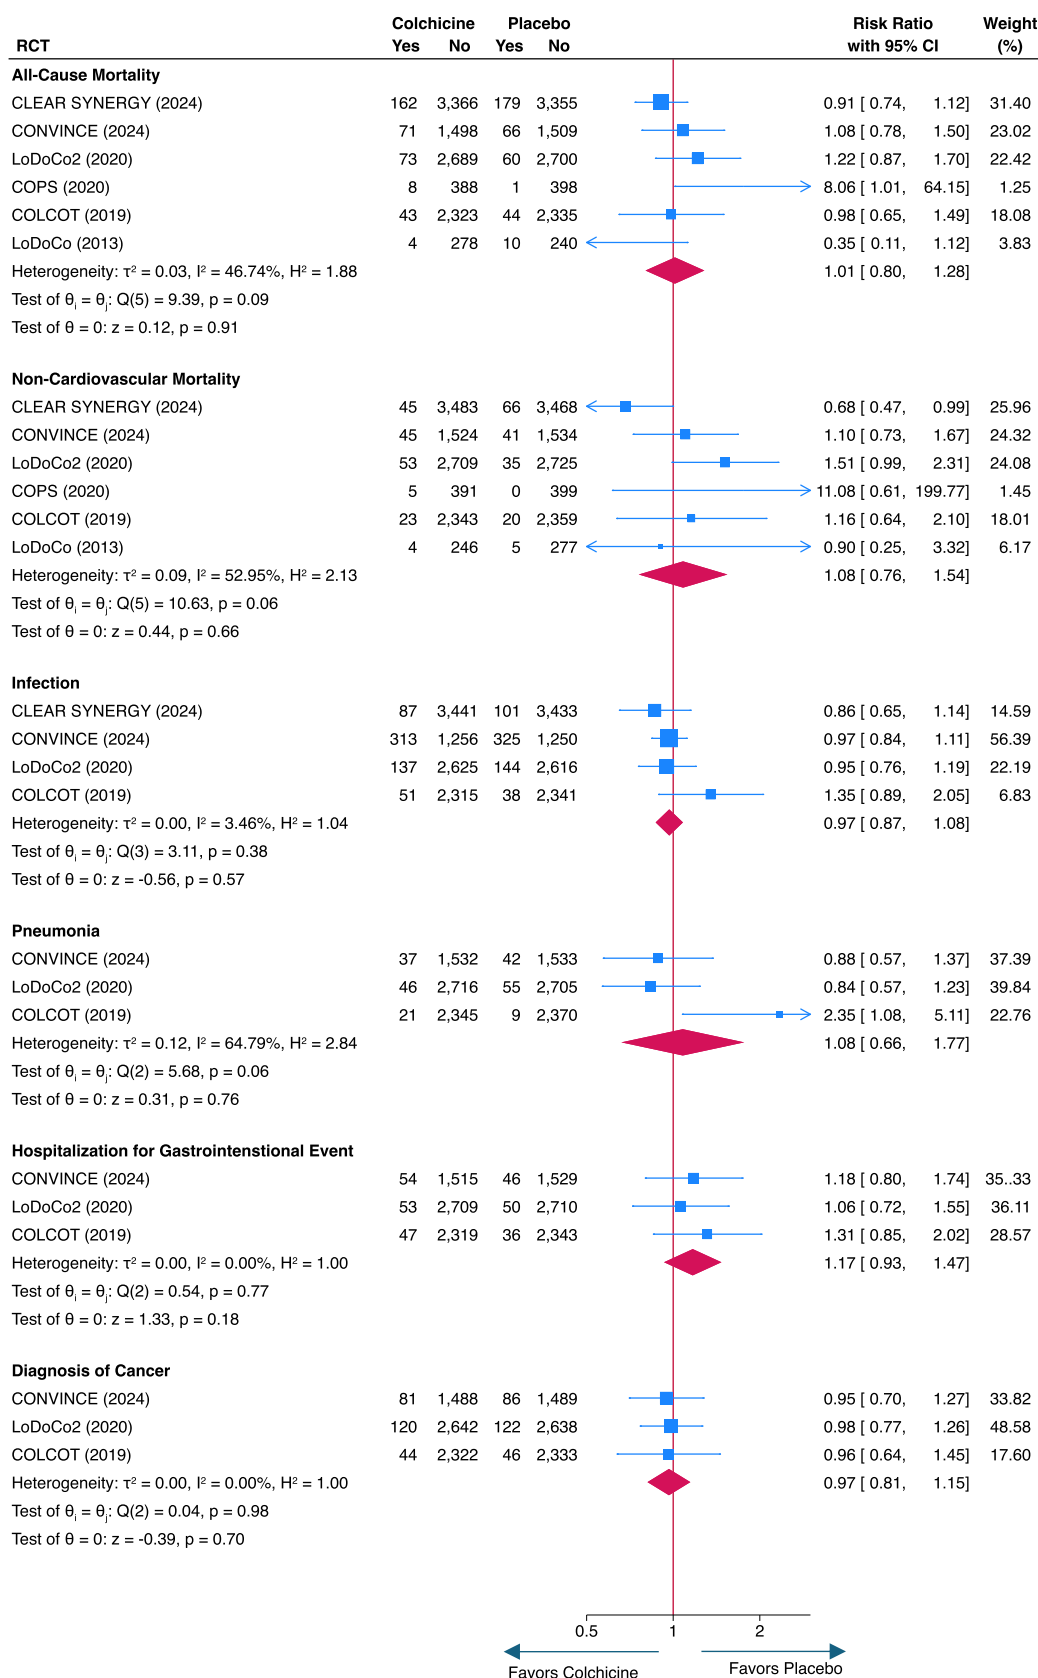 Colchicine Placebo Risk Ratio Weight
RCT Yes No Yes No with 95% CI (%)
All-Cause Mortality
CLEAR SYNERGY (2024) 162 3,366 179 3,355 0.91 [ 0.74, 1.12] 31.40
CONVINCE (2024) 71 1,498 66 1,509 1.08 [ 0.78, 1.50] 23.02
LoDoCo2 (2020) 73 2,689 60 2,700 1.22 [ 0.87, 1.70] 22.42
COPS (2020) 8 388 1 398 8.06 [ 1.01, 64.15] 1.25
COLCOT (2019) 43 2,323 44 2,335 0.98 [ 0.65, 1.49] 18.08
LoDoCo (2013) 4 278 10 240 0.35 [ 0.11, 1.12] 3.83
Heterogeneity: τ² = 0.03, I² = 46.74%, H² = 1.88 1.01 [ 0.80, 1.28]
Test of θi = θj: Q(5) = 9.39, p = 0.09
Test of θ = 0: z = 0.12, p = 0.91
Non-Cardiovascular Mortality
CLEAR SYNERGY (2024) 45 3,483 66 3,468 0.68 [ 0.47, 0.99] 25.96
CONVINCE (2024) 45 1,524 41 1,534 1.10 [ 0.73, 1.67] 24.32
LoDoCo2 (2020) 53 2,709 35 2,725 1.51 [ 0.99, 2.31] 24.08
COPS (2020) 5 391 0 399 11.08 [ 0.61, 199.77] 1.45
COLCOT (2019) 23 2,343 20 2,359 1.16 [ 0.64, 2.10] 18.01
LoDoCo (2013) 4 246 5 277 0.90 [ 0.25, 3.32] 6.17
Heterogeneity: τ² = 0.09, I² = 52.95%, H² = 2.13 1.08 [ 0.76, 1.54]
Test of θi = θj: Q(5) = 10.63, p = 0.06
Test of θ = 0: z = 0.44, p = 0.66
Infection
CLEAR SYNERGY (2024) 87 3,441 101 3,433 0.86 [ 0.65, 1.14] 14.59
CONVINCE (2024) 313 1,256 325 1,250 0.97 [ 0.84, 1.11] 56.39
LoDoCo2 (2020) 137 2,625 144 2,616 0.95 [ 0.76, 1.19] 22.19
COLCOT (2019) 51 2,315 38 2,341 1.35 [ 0.89, 2.05] 6.83
Heterogeneity: τ² = 0.00, I² = 3.46%, H² = 1.04 0.97 [ 0.87, 1.08]
Test of θi = θj: Q(3) = 3.11, p = 0.38
Test of θ = 0: z = -0.56, p = 0.57
Pneumonia
CONVINCE (2024) 37 1,532 42 1,533 0.88 [ 0.57, 1.37] 37.39
LoDoCo2 (2020) 46 2,716 55 2,705 0.84 [ 0.57, 1.23] 39.84
COLCOT (2019) 21 2,345 9 2,370 2.35 [ 1.08, 5.11] 22.76
Heterogeneity: τ² = 0.12, I² = 64.79%, H² = 2.84 1.08 [ 0.66, 1.77]
Test of θi = θj: Q(2) = 5.68, p = 0.06
Test of θ = 0: z = 0.31, p = 0.76
Hospitalization for Gastrointenstional Event
CONVINCE (2024) 54 1,515 46 1,529 1.18 [ 0.80, 1.74] 35..33
LoDoCo2 (2020) 53 2,709 50 2,710 1.06 [ 0.72, 1.55] 36.11
COLCOT (2019) 47 2,319 36 2,343 1.31 [ 0.85, 2.02] 28.57
Heterogeneity: τ² = 0.00, I² = 0.00%, H² = 1.00 1.17 [ 0.93, 1.47]
Test of θi = θj: Q(2) = 0.54, p = 0.77
Test of θ = 0: z = 1.33, p = 0.18
Diagnosis of Cancer
CONVINCE (2024) 81 1,488 86 1,489 0.95 [ 0.70, 1.27] 33.82
LoDoCo2 (2020) 120 2,642 122 2,638 0.98 [ 0.77, 1.26] 48.58
COLCOT (2019) 44 2,322 46 2,333 0.96 [ 0.64, 1.45] 17.60
Heterogeneity: τ² = 0.00, I² = 0.00%, H² = 1.00 0.97 [ 0.81, 1.15]
Test of θi = θj: Q(2) = 0.04, p = 0.98
Test of θ = 0: z = -0.39, p = 0.70
0.5 1 2
Favors Colchicine Favors Placebo